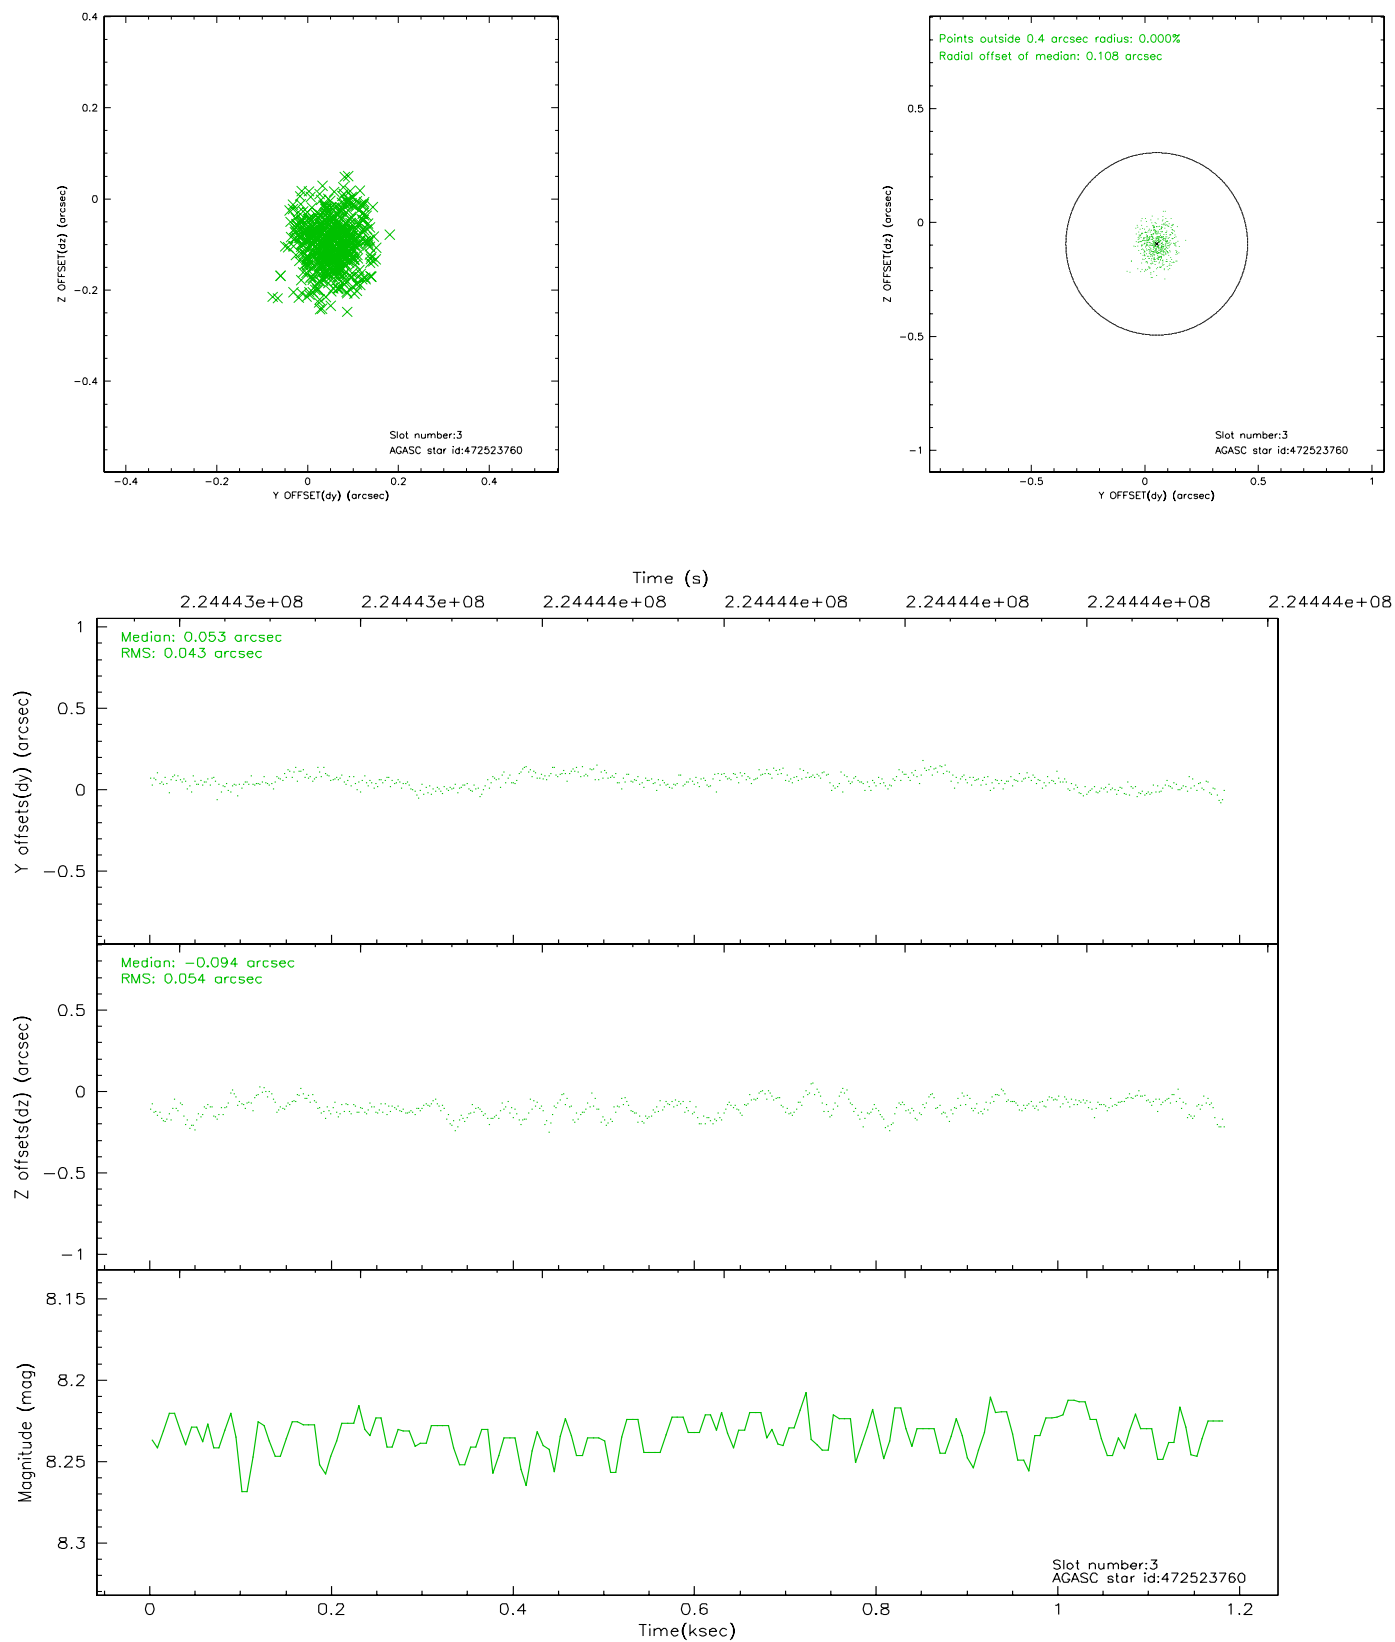 0.4
0.2
0
−0.2
−0.4
Z OFFSET(dz) (arcsec)
Slot number:3
AGASC star id:472523760
−0.4 −0.2 0 0.2 0.4
Y OFFSET(dy) (arcsec)
Points outside 0.4 arcsec radius: 0.000%
Radial offset of median: 0.108 arcsec
0.5
0
−0.5
−1
Z OFFSET(dz) (arcsec)
Slot number:3
AGASC star id:472523760
−0.5 0 0.5 1
Y OFFSET(dy) (arcsec)
Time (s)
2.24443e+08 2.24443e+08 2.24444e+08 2.24444e+08 2.24444e+08 2.24444e+08 2.24444e+08
Median: 0.053 arcsec
RMS: 0.043 arcsec
1
0.5
0
−0.5
Y offsets(dy) (arcsec)
Median: −0.094 arcsec
RMS: 0.054 arcsec
0.5
0
−0.5
−1
Z offsets(dz) (arcsec)
8.15
8.2
8.25
8.3
Magnitude (mag)
Slot number:3
AGASC star id:472523760
0 0.2 0.4 0.6 0.8 1 1.2
Time(ksec)